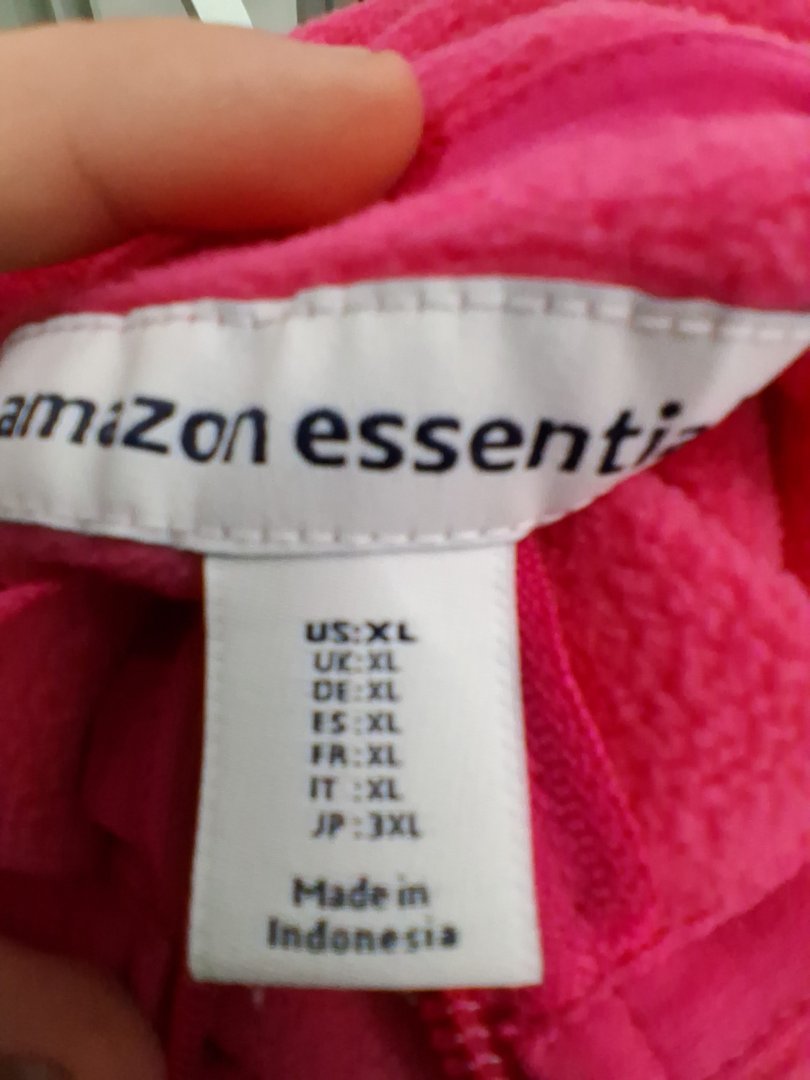 amazon essentia
US:XL
UK:XL
DE:XL
ES:XL
FR:XL
IT :XL
JP:3XL
Made in
Indonesia